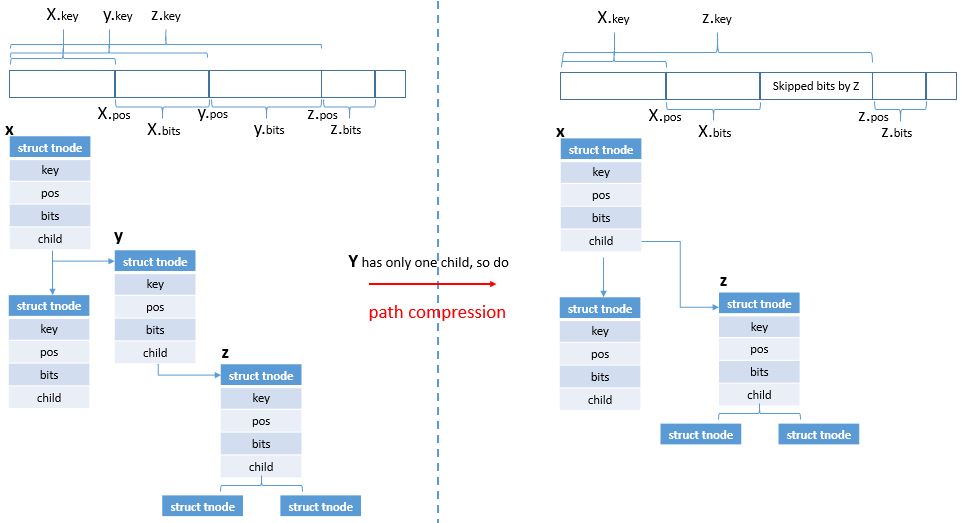 X.key y.key z.key
X.pos y.pos z.pos
X.bits y.bits z.bits
x
struct tnode
key
pos
bits
child
y
struct tnode
key
pos
bits
child
struct tnode
key
pos
bits
child
z
struct tnode
key
pos
bits
child
struct tnode struct tnode
Y has only one child, so do
path compression
X.key z.key
Skipped bits by Z
X.pos z.pos
X.bits z.bits
x
struct tnode
key
pos
bits
child
struct tnode
key
pos
bits
child
z
struct tnode
key
pos
bits
child
struct tnode struct tnode